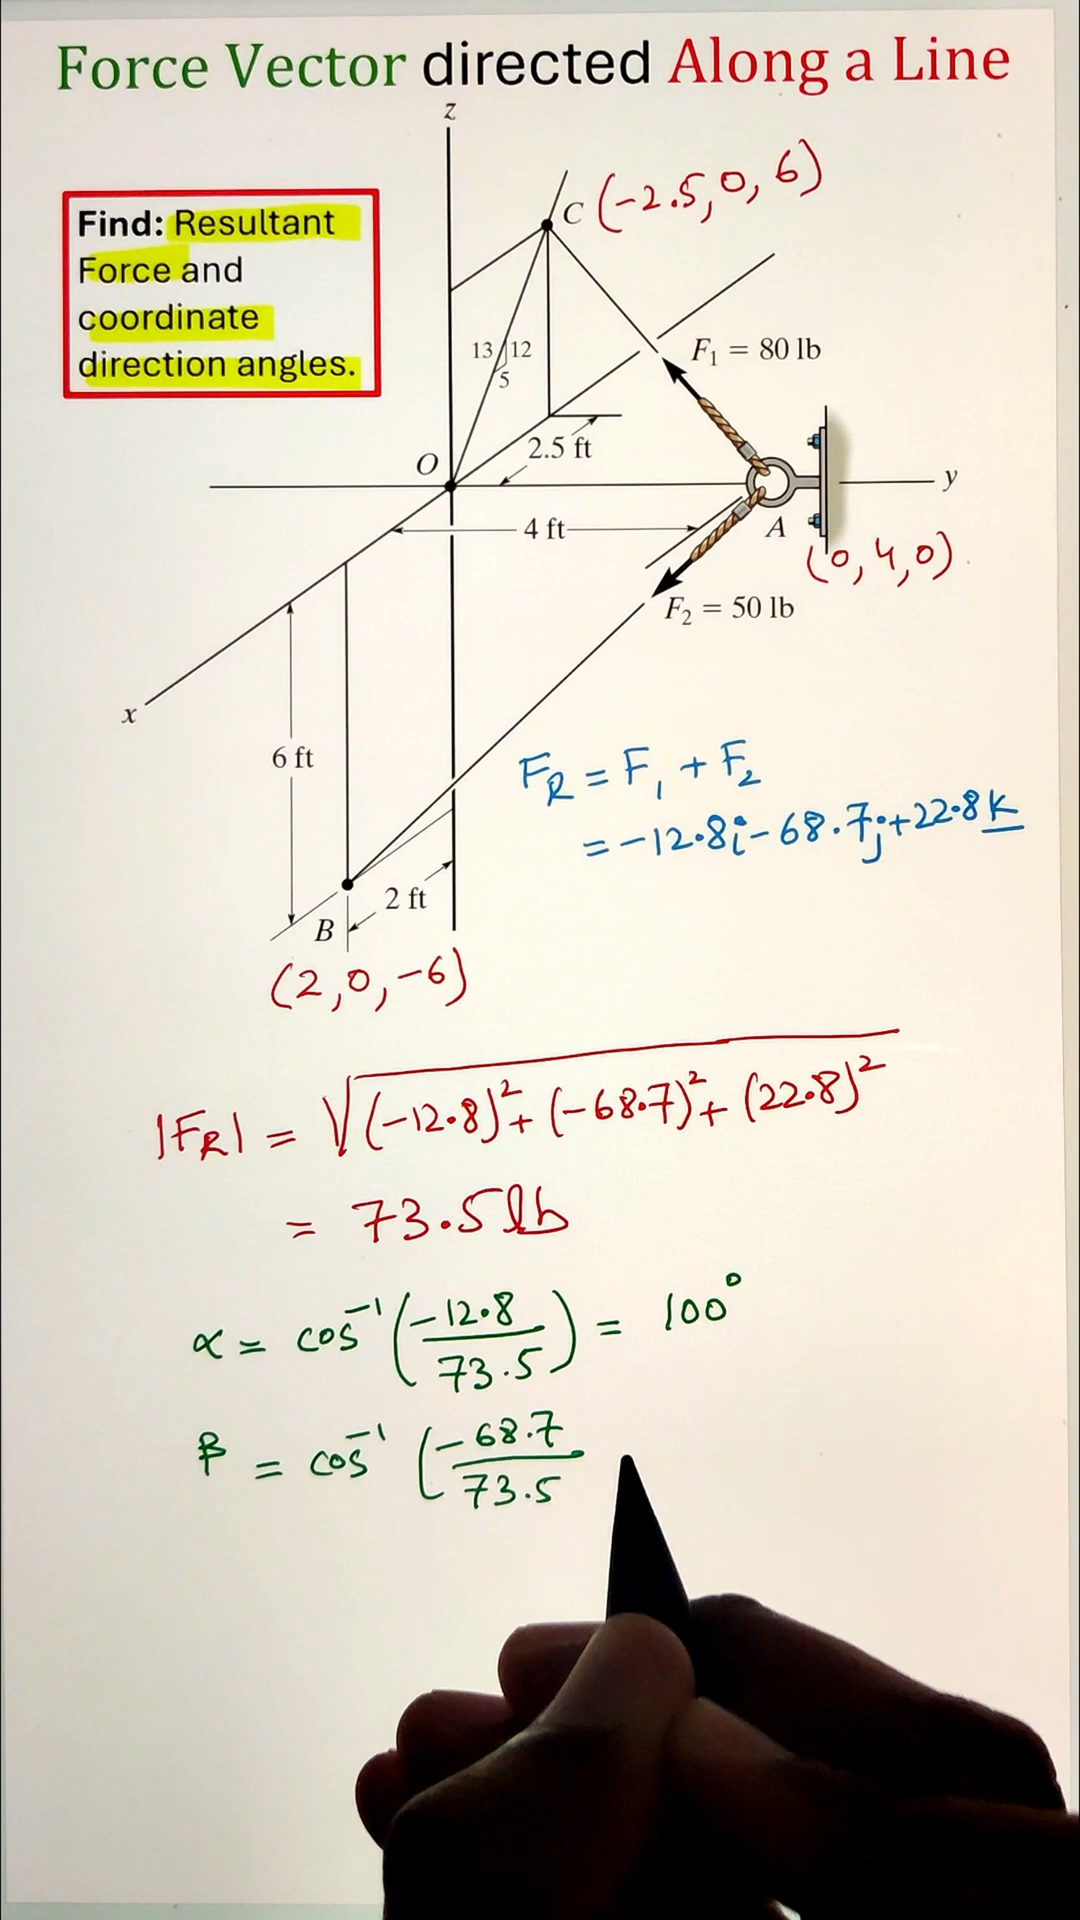 Force Vector directed Along a Line
z
Find: Resultant
Force and
coordinate
direction angles.
C (-2.5, 0, 6)
13 12
5
F₁ = 80 lb
2.5 ft
O
y
4 ft
A
(0, 4, 0)
F₂ = 50 lb
x
6 ft
F_R = F₁ + F₂
= -12.8i - 68.7j + 22.8k
2 ft
B
(2, 0, -6)
|F_R| = √(-12.8)² + (-68.7)² + (22.8)²
= 73.5 lb
α = cos⁻¹(-12.8/73.5) = 100°
β = cos⁻¹(-68.7/73.5